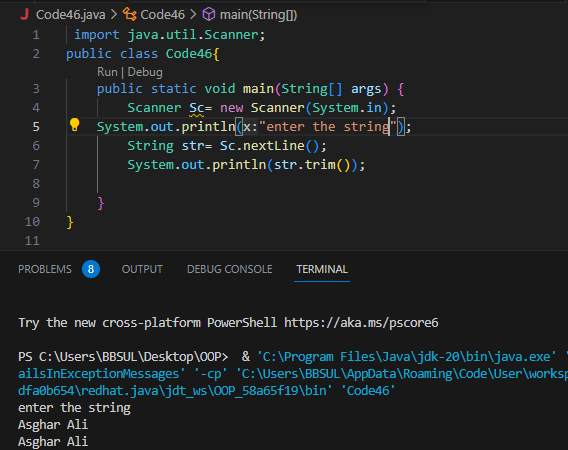 J Code46.java > Code46 > main(String[])
1 import java.util.Scanner;
2 public class Code46{
Run | Debug
3 public static void main(String[] args) {
4 Scanner Sc= new Scanner(System.in);
5 System.out.println(x:"enter the string");
6 String str= Sc.nextLine();
7 System.out.println(str.trim());
8
9 }
10 }
11
PROBLEMS 8 OUTPUT DEBUG CONSOLE TERMINAL
Try the new cross-platform PowerShell https://aka.ms/pscore6
PS C:\Users\BBSUL\Desktop\OOP> & 'C:\Program Files\Java\jdk-20\bin\java.exe' '
ailsInExceptionMessages' '-cp' 'C:\Users\BBSUL\AppData\Roaming\Code\User\worksp
dfa0b654\redhat.java\jdt_ws\OOP_58a65f19\bin' 'Code46'
enter the string
Asghar Ali
Asghar Ali